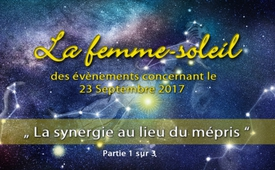 La femme-soleil
des évènements concernant le
23 Septembre 2017
„ La synergie au lieu du mépris “
Partie 1 sur 3